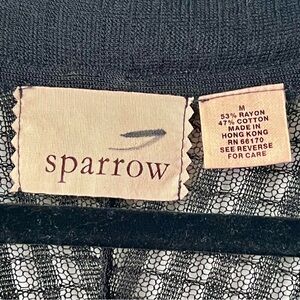 sparrow
M
53% RAYON
47% COTTON
MADE IN
HONG KONG
RN 66170
SEE REVERSE
FOR CARE